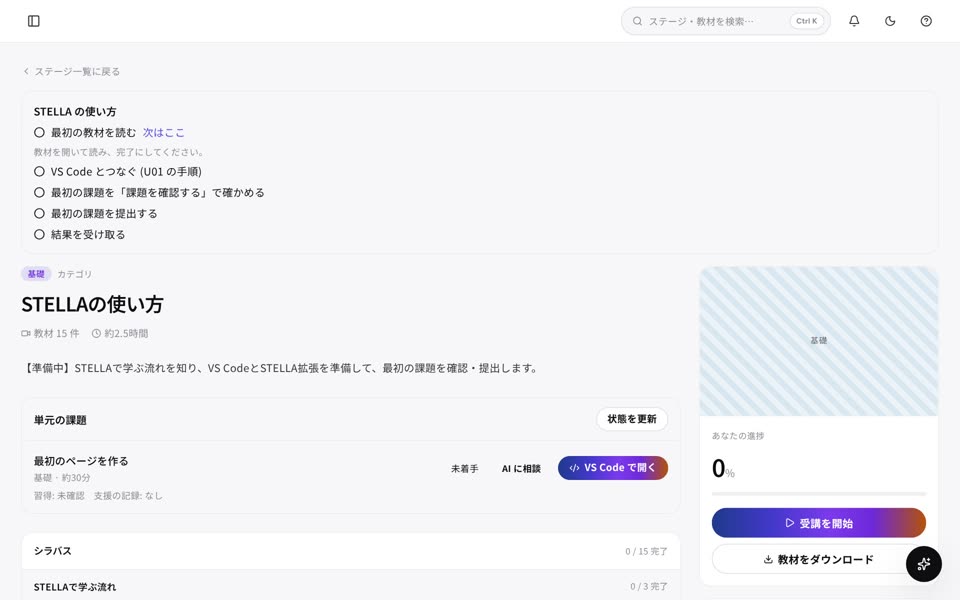 ステージ・教材を検索… Ctrl K
ステージ一覧に戻る
STELLA の使い方
最初の教材を読む 次はここ
教材を開いて読み、完了にしてください。
VS Code とつなぐ (U01 の手順)
最初の課題を「課題を確認する」で確かめる
最初の課題を提出する
結果を受け取る
基礎 カテゴリ
STELLAの使い方
教材 15 件 約2.5時間
【準備中】STELLAで学ぶ流れを知り、VS CodeとSTELLA拡張を準備して、最初の課題を確認・提出します。
単元の課題 状態を更新
最初のページを作る
基礎・約30分
習得: 未確認 支援の記録: なし
未着手 AI に相談 VS Code で開く
シラバス 0 / 15 完了
STELLAで学ぶ流れ 0 / 3 完了
基礎
あなたの進捗
0%
受講を開始
教材をダウンロード